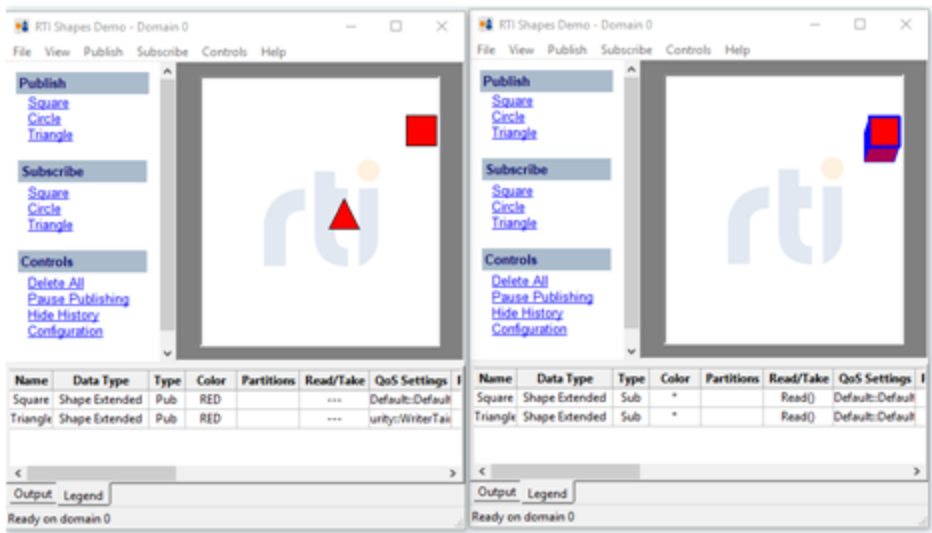 RTI Shapes Demo - Domain 0
File View Publish Subscribe Controls Help
Publish
Square
Circle
Triangle
Subscribe
Square
Circle
Triangle
Controls
Delete All
Pause Publishing
Hide History
Configuration
rti
Name Data Type Type Color Partitions Read/Take QoS Settings
Square Shape Extended Pub RED --- Default::Default
Triangle Shape Extended Pub RED --- urity::WriterTai
Output Legend
Ready on domain 0
RTI Shapes Demo - Domain 0
File View Publish Subscribe Controls Help
Publish
Square
Circle
Triangle
Subscribe
Square
Circle
Triangle
Controls
Delete All
Pause Publishing
Hide History
Configuration
rti
Name Data Type Type Color Partitions Read/Take QoS Settings
Square Shape Extended Sub * Read() Default::Default
Triangle Shape Extended Sub * Read() Default::Default
Output Legend
Ready on domain 0